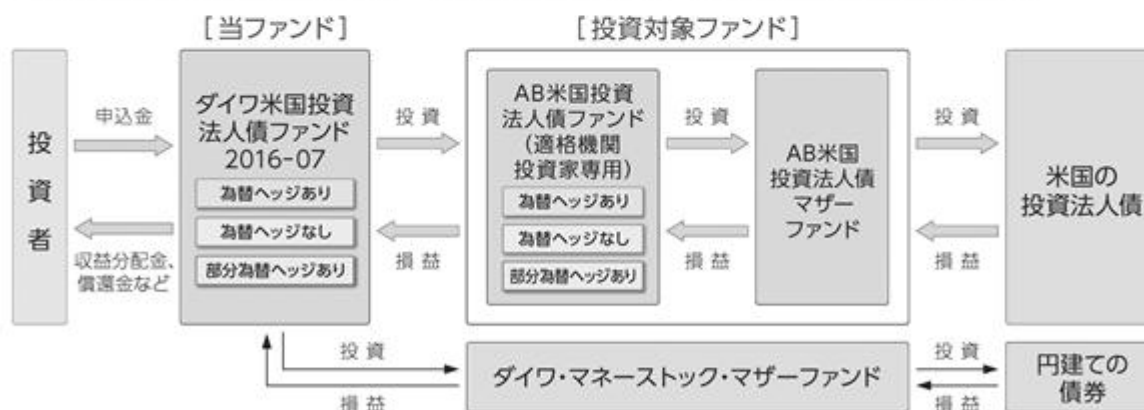 [当ファンド]
[投資対象ファンド]
投資者
申込金
収益分配金、
償還金など
ダイワ米国投資
法人債ファンド
2016-07
為替ヘッジあり
為替ヘッジなし
部分為替ヘッジあり
投資
損益
AB米国投資
法人債ファンド
(適格機関
投資家専用)
為替ヘッジあり
為替ヘッジなし
部分為替ヘッジあり
投資
損益
AB米国
投資法人債
マザー
ファンド
投資
損益
米国の
投資法人債
投資
損益
ダイワ・マネーストック・マザーファンド
投資
損益
円建ての
債券